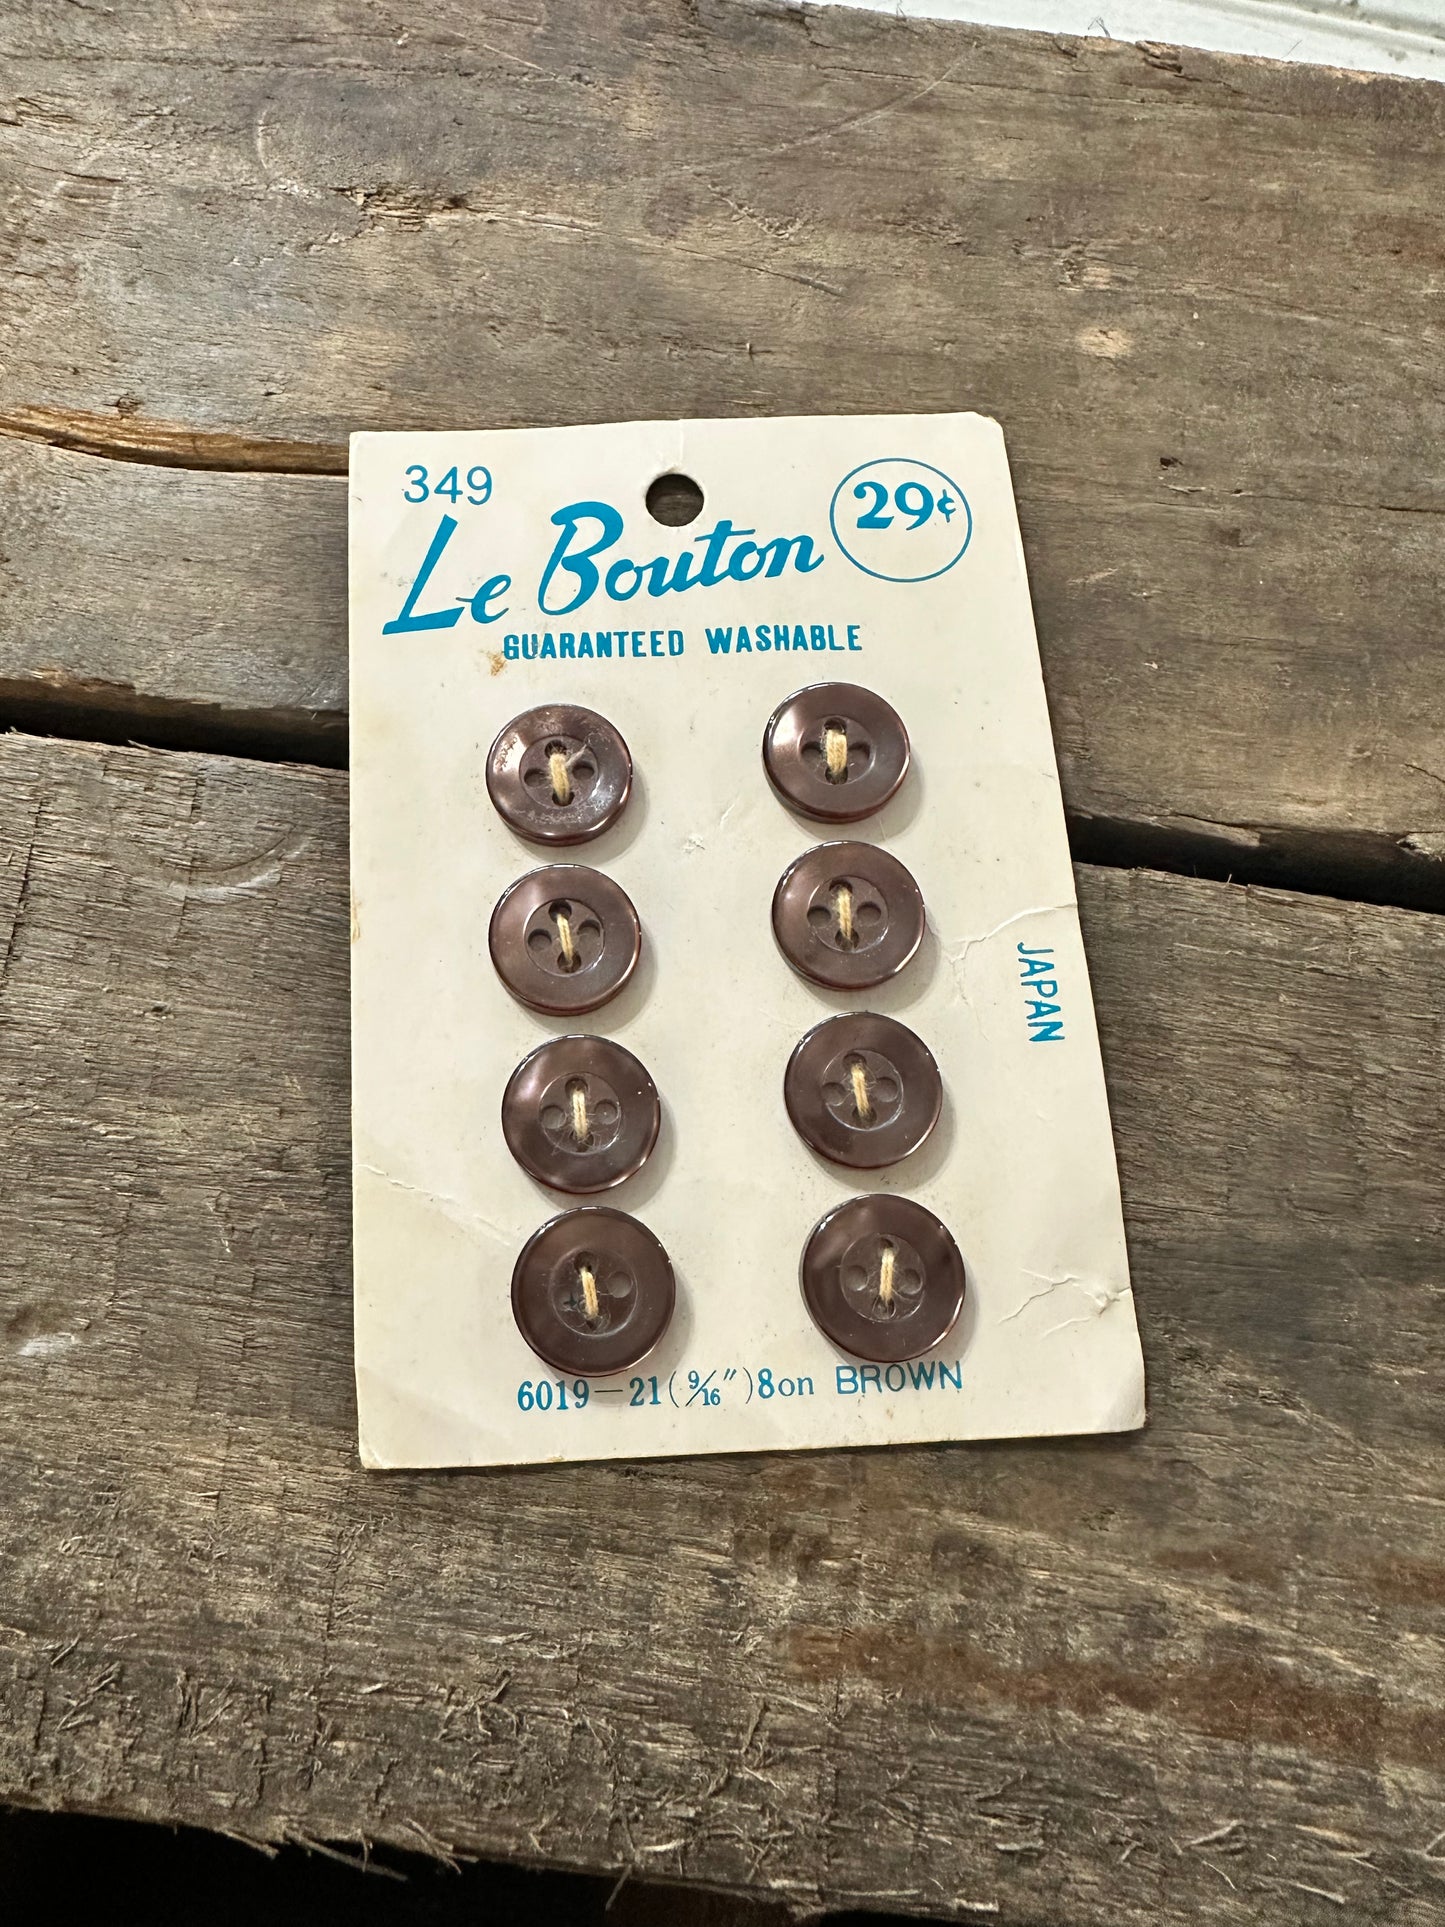 349
29¢
Le Bouton
GUARANTEED WASHABLE
JAPAN
6019-21(9/16")8on BROWN